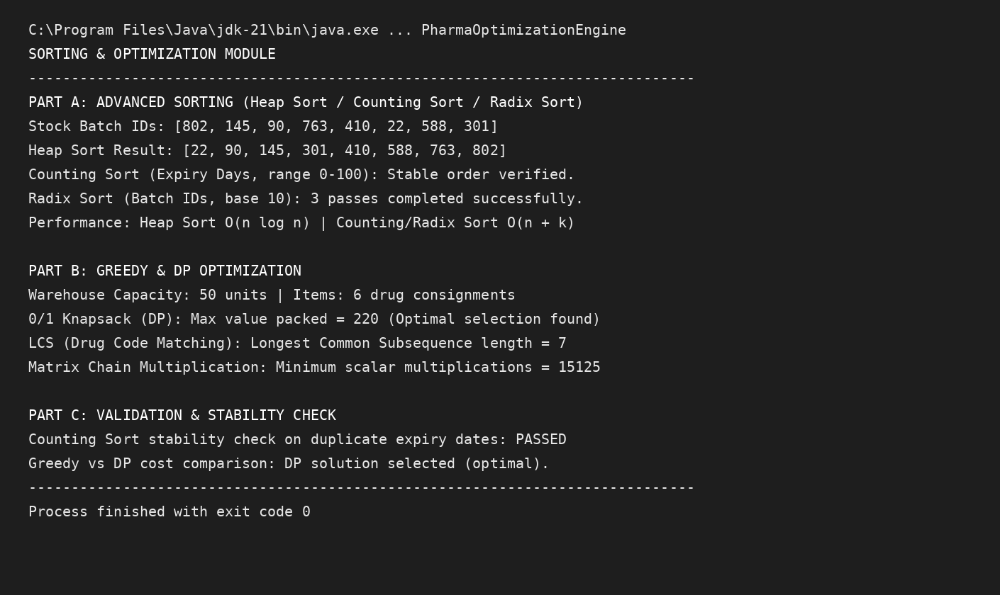 C:\Program Files\Java\jdk-21\bin\java.exe ... PharmaOptimizationEngine
SORTING & OPTIMIZATION MODULE
------------------------------------------------------------------------------
PART A: ADVANCED SORTING (Heap Sort / Counting Sort / Radix Sort)
Stock Batch IDs: [802, 145, 90, 763, 410, 22, 588, 301]
Heap Sort Result: [22, 90, 145, 301, 410, 588, 763, 802]
Counting Sort (Expiry Days, range 0-100): Stable order verified.
Radix Sort (Batch IDs, base 10): 3 passes completed successfully.
Performance: Heap Sort O(n log n) | Counting/Radix Sort O(n + k)
PART B: GREEDY & DP OPTIMIZATION
Warehouse Capacity: 50 units | Items: 6 drug consignments
0/1 Knapsack (DP): Max value packed = 220 (Optimal selection found)
LCS (Drug Code Matching): Longest Common Subsequence length = 7
Matrix Chain Multiplication: Minimum scalar multiplications = 15125
PART C: VALIDATION & STABILITY CHECK
Counting Sort stability check on duplicate expiry dates: PASSED
Greedy vs DP cost comparison: DP solution selected (optimal).
------------------------------------------------------------------------------
Process finished with exit code 0